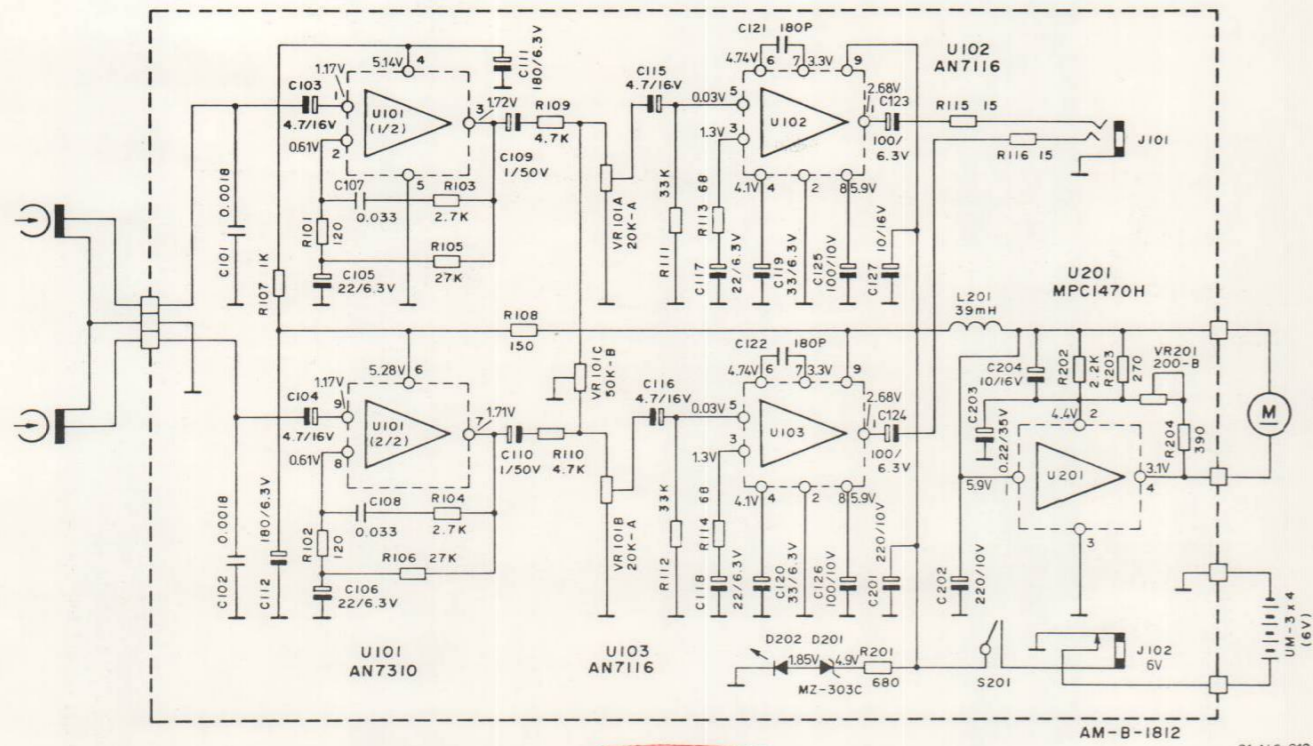 C121 180P
U102
AN7116
5.14V 4
C111
180/6.3V
4.74V 6
7 3.3V
9
1.17V
C103
1
4.7/16V
U101
(1/2)
3
1.72V
R109
4.7K
C115
4.7/16V
0.03V 5
U102
2.68V
1
C123
100/
6.3V
R115 15
R116 15
J101
0.61V 2
C109
1/50V
1.3V 3
5
C107
0.033
R103
2.7K
4.1V 4
2
8 5.9V
0.0018
C101
R107 1K
R101
120
R105
27K
C105
22/6.3V
VR101A
20K-A
33K
R111
R113 68
C117
22/6.3V
C119
33/6.3V
C125
100/10V
C127
10/16V
U201
MPC1470H
L201
39mH
R108
150
5.28V 6
VR101C
50K-B
C122 180P
4.74V 6
7 3.3V
9
C204
10/16V
R202
2.2K
R203
270
VR201
200-B
1.17V
C104
9
4.7/16V
U101
(2/2)
7
1.71V
C110
1/50V
R110
4.7K
C116
4.7/16V
0.03V 5
U103
2.68V
1
C124
100/
6.3V
C203
0.22/35V
4.4V 2
R204
390
M
0.61V 8
3
1.3V
5.9V
1
U201
3.1V
4
3
4.1V 4
2
8 5.9V
0.0018
C102
C112
180/6.3V
C108
0.033
R104
2.7K
R102
120
R106 27K
C106
22/6.3V
VR101B
20K-A
33K
R112
R114 68
C118
22/6.3V
C120
33/6.3V
C126
100/10V
C201
220/10V
C202
220/10V
U101
AN7310
U103
AN7116
D202 D201
1.85V
4.9V
MZ-303C
R201
680
S201
J102
6V
UM-3 x 4
(6V)
AM-B-1812